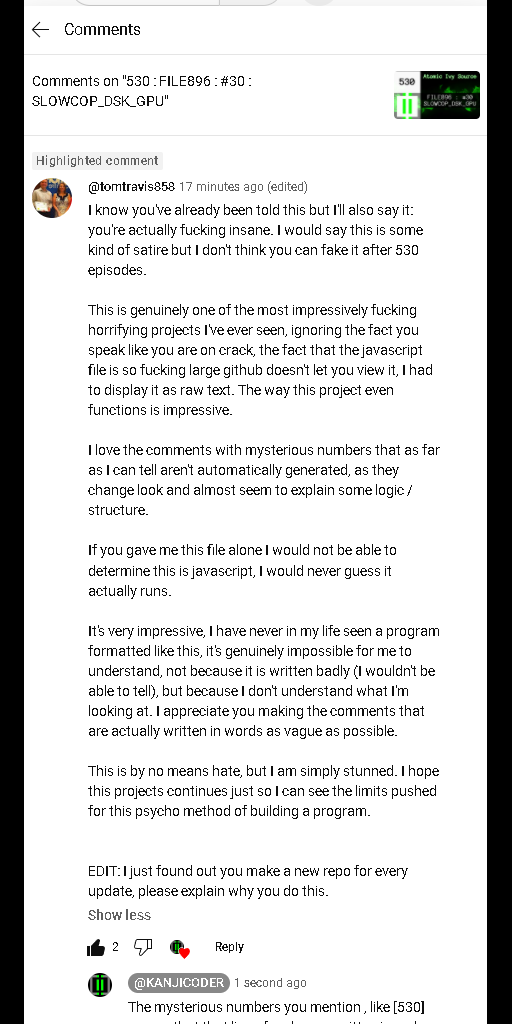 Comments
Comments on "530 : FILE896 : #30 :
SLOWCOP_DSK_GPU"
530
Atomic Ivy Source
FILE896 : #30
SLOWCOP_DSK_GPU
Highlighted comment
@tomtravis858 17 minutes ago (edited)
I know you've already been told this but I'll also say it:
you're actually fucking insane. I would say this is some
kind of satire but I don't think you can fake it after 530
episodes.
This is genuinely one of the most impressively fucking
horrifying projects I've ever seen, ignoring the fact you
speak like you are on crack, the fact that the javascript
file is so fucking large github doesn't let you view it, I had
to display it as raw text. The way this project even
functions is impressive.
I love the comments with mysterious numbers that as far
as I can tell aren't automatically generated, as they
change look and almost seem to explain some logic /
structure.
If you gave me this file alone I would not be able to
determine this is javascript, I would never guess it
actually runs.
It's very impressive, I have never in my life seen a program
formatted like this, it's genuinely impossible for me to
understand, not because it is written badly (I wouldn't be
able to tell), but because I don't understand what I'm
looking at. I appreciate you making the comments that
are actually written in words as vague as possible.
This is by no means hate, but I am simply stunned. I hope
this projects continues just so I can see the limits pushed
for this psycho method of building a program.
EDIT: I just found out you make a new repo for every
update, please explain why you do this.
Show less
2
Reply
@KANJICODER 1 second ago
The mysterious numbers you mention , like [530]